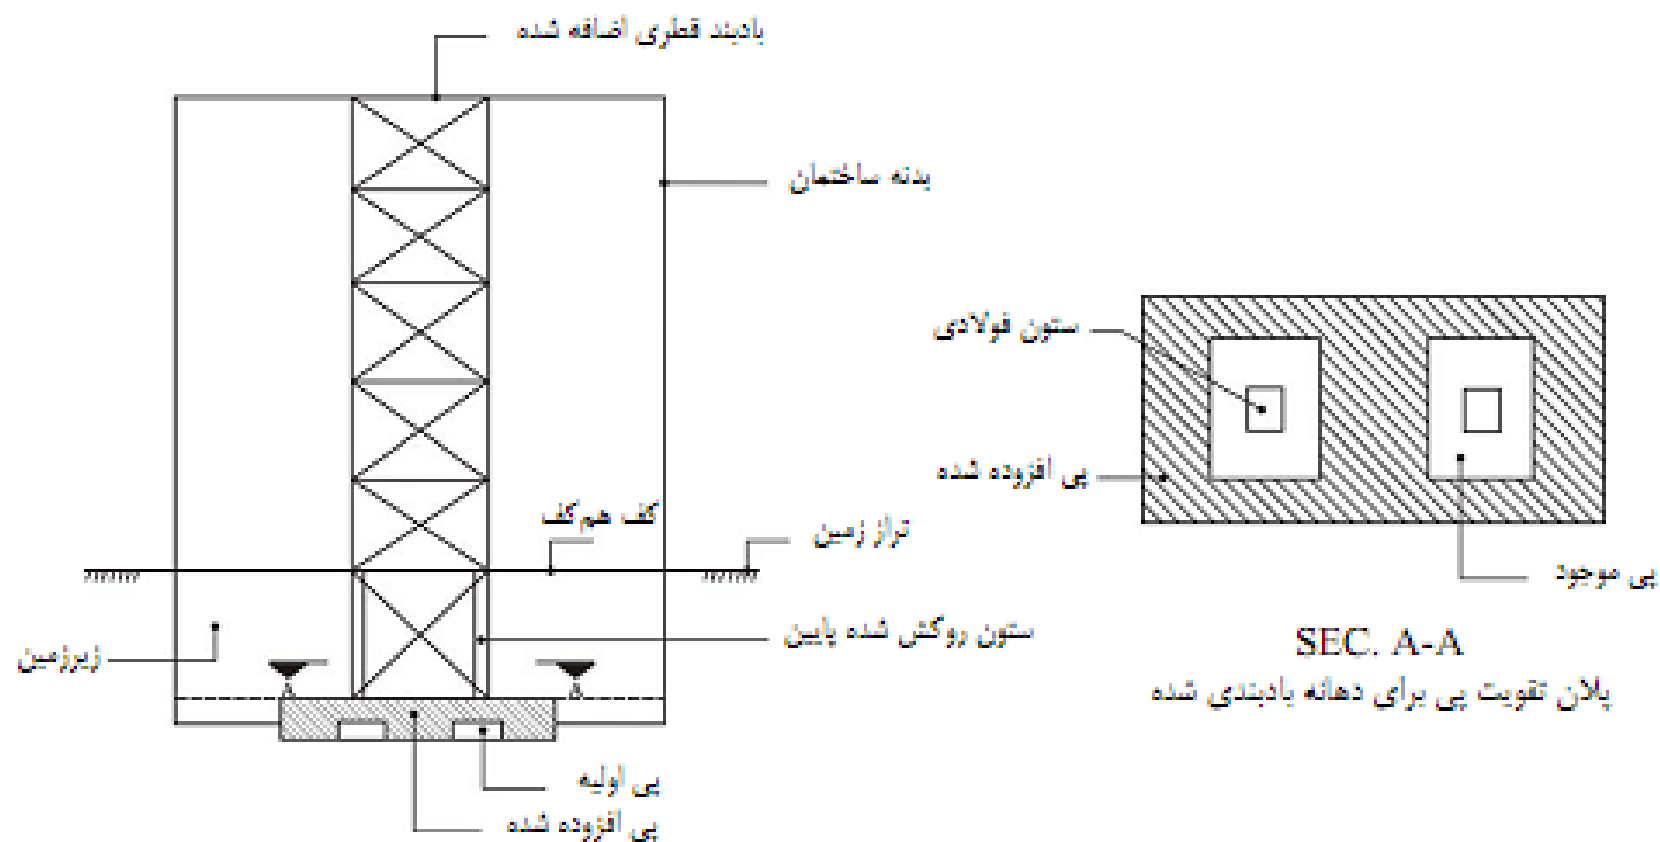 بادبند قطری اضافه شده
بدنه ساختمان
ستون فولادی
پی افزوده شده
کف هم‌کف
تراز زمین
پی موجود
ستون روکش شده پایین
زیرزمین
SEC. A-A
پلان تقویت پی برای دهانه بادبندی شده
پی اولیه
پی افزوده شده